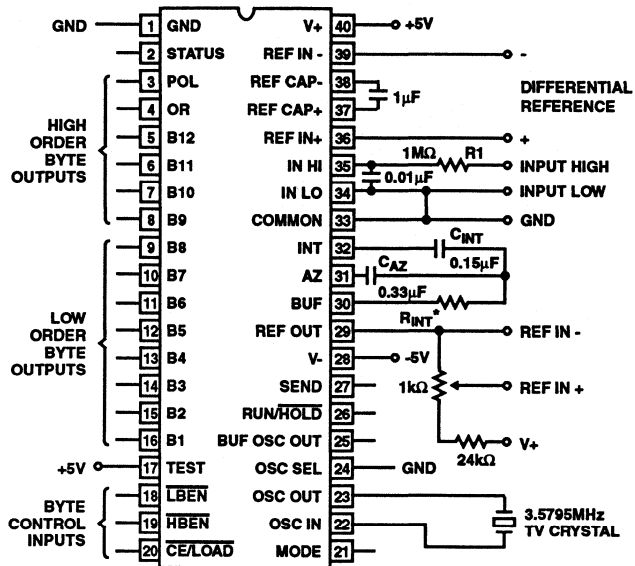 GND 1 GND V+ 40 +5V
2 STATUS REF IN - 39 -
3 POL REF CAP- 38
1µF
4 OR REF CAP+ 37
DIFFERENTIAL
REFERENCE
HIGH
ORDER
BYTE
OUTPUTS
5 B12 REF IN+ 36 +
6 B11 IN HI 35 1MΩ R1 INPUT HIGH
0.01µF
7 B10 IN LO 34 INPUT LOW
8 B9 COMMON 33 GND
9 B8 INT 32 CINT
0.15µF
10 B7 AZ 31 CAZ
0.33µF
11 B6 BUF 30
RINT*
LOW
ORDER
BYTE
OUTPUTS
12 B5 REF OUT 29 REF IN -
13 B4 V- 28 -5V
14 B3 SEND 27 1kΩ REF IN +
15 B2 RUN/H̅O̅L̅D̅ 26
16 B1 BUF OSC OUT 25 24kΩ V+
+5V 17 TEST OSC SEL 24 GND
BYTE
CONTROL
INPUTS
18 L̅B̅E̅N̅ OSC OUT 23
19 H̅B̅E̅N̅ OSC IN 22
3.5795MHz
TV CRYSTAL
20 C̅E̅/L̅O̅A̅D̅ MODE 21